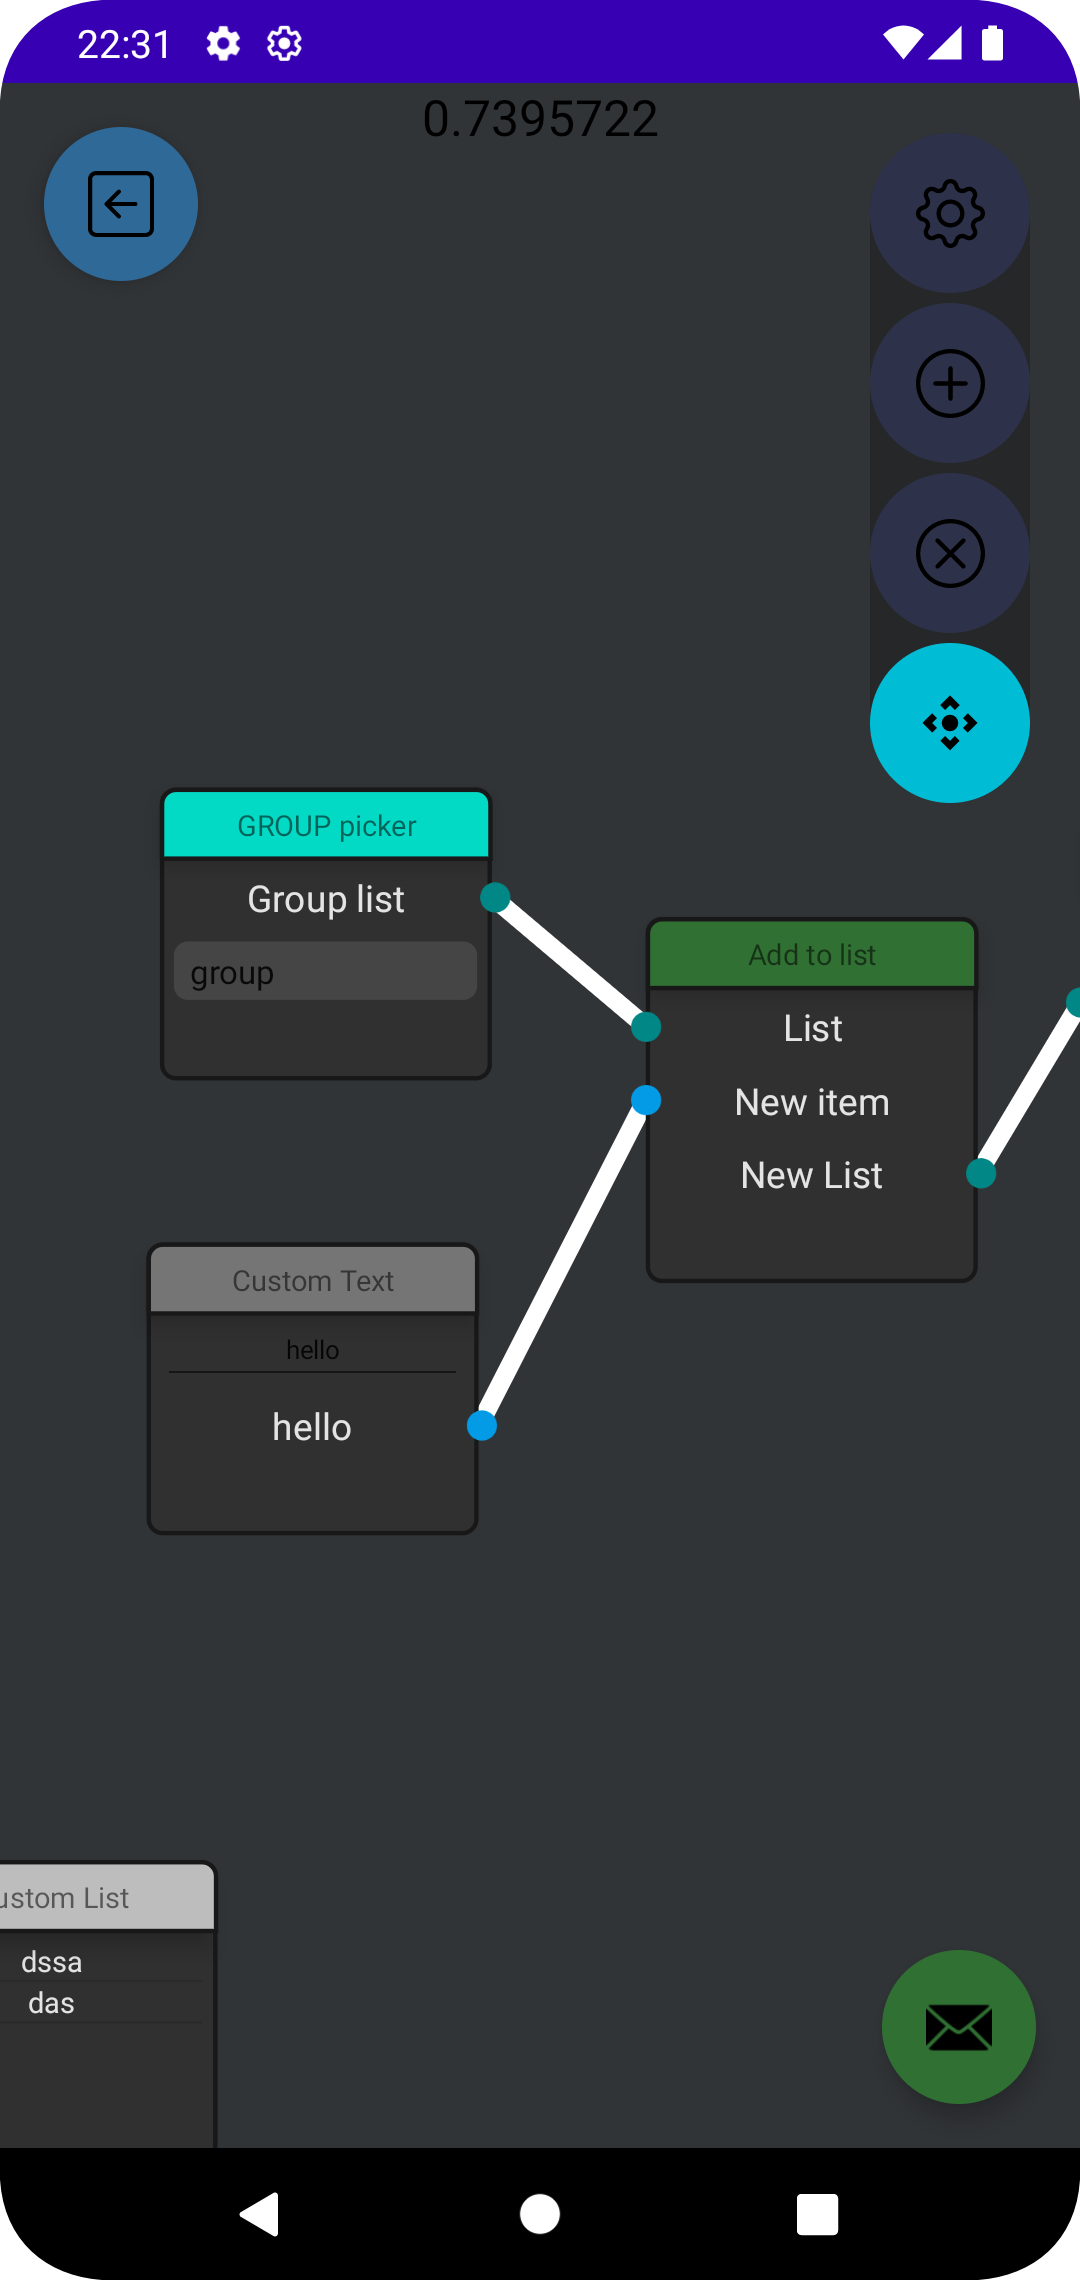 22:31
0.7395722
GROUP picker
Group list
group
Add to list
List
New item
New List
Custom Text
hello
hello
ustom List
dssa
das